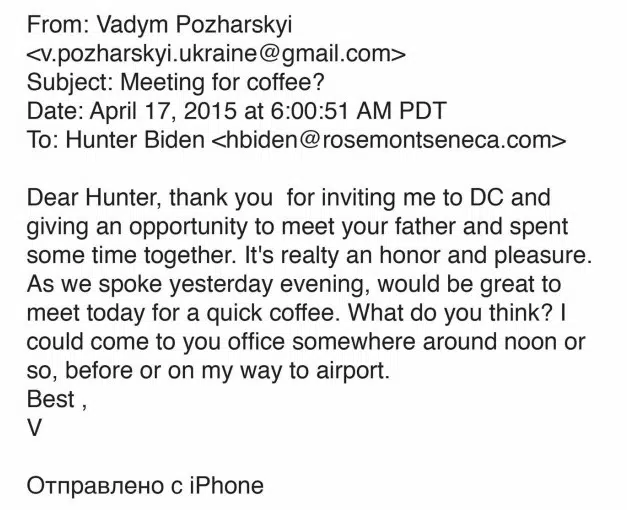 From: Vadym Pozharskyi
<v.pozharskyi.ukraine@gmail.com>
Subject: Meeting for coffee?
Date: April 17, 2015 at 6:00:51 AM PDT
To: Hunter Biden <hbiden@rosemontseneca.com>
Dear Hunter, thank you  for inviting me to DC and
giving an opportunity to meet your father and spent
some time together. It's realty an honor and pleasure.
As we spoke yesterday evening, would be great to
meet today for a quick coffee. What do you think? I
could come to you office somewhere around noon or
so, before or on my way to airport.
Best ,
V
Отправлено с iPhone